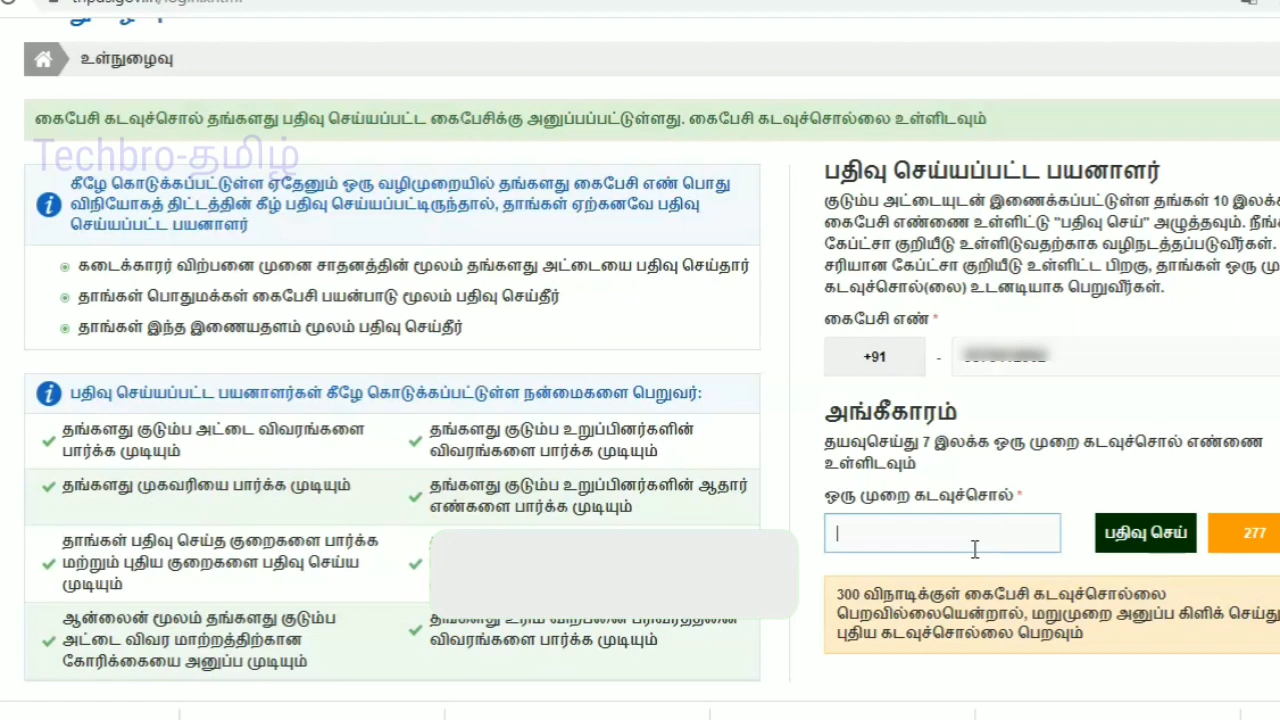 உள்நுழைவு
கைபேசி கடவுச்சொல் தங்களது பதிவு செய்யப்பட்ட கைபேசிக்கு அனுப்பப்பட்டுள்ளது. கைபேசி கடவுச்சொல்லை உள்ளிடவும்
Techbro-தமிழ்
கீழே கொடுக்கப்பட்டுள்ள ஏதேனும் ஒரு வழிமுறையில் தங்களது கைபேசி எண் பொது
விநியோகத் திட்டத்தின் கீழ் பதிவு செய்யப்பட்டிருந்தால், தாங்கள் ஏற்கனவே பதிவு
செய்யப்பட்ட பயனாளர்
கடைக்காரர் விற்பனை முனை சாதனத்தின் மூலம் தங்களது அட்டையை பதிவு செய்தார்
தாங்கள் பொதுமக்கள் கைபேசி பயன்பாடு மூலம் பதிவு செய்தீர்
தாங்கள் இந்த இணையதளம் மூலம் பதிவு செய்தீர்
பதிவு செய்யப்பட்ட பயனாளர்கள் கீழே கொடுக்கப்பட்டுள்ள நன்மைகளை பெறுவர்:
தங்களது குடும்ப அட்டை விவரங்களை
பார்க்க முடியும்
தங்களது குடும்ப உறுப்பினர்களின்
விவரங்களை பார்க்க முடியும்
தங்களது முகவரியை பார்க்க முடியும்
தங்களது குடும்ப உறுப்பினர்களின் ஆதார்
எண்களை பார்க்க முடியும்
தாங்கள் பதிவு செய்த குறைகளை பார்க்க
மற்றும் புதிய குறைகளை பதிவு செய்ய
முடியும்
ஆன்லைன் மூலம் தங்களது குடும்ப
அட்டை விவர மாற்றத்திற்கான
கோரிக்கையை அனுப்ப முடியும்
விவரங்களை பார்க்க முடியும்
பதிவு செய்யப்பட்ட பயனாளர்
குடும்ப அட்டையுடன் இணைக்கப்பட்டுள்ள தங்கள் 10 இலக்க
கைபேசி எண்ணை உள்ளிட்டு "பதிவு செய்" அழுத்தவும்.
கேப்ட்சா குறியீடு உள்ளிடுவதற்காக வழிநடத்தப்படுவீர்கள்.
சரியான கேப்ட்சா குறியீடு உள்ளிட்ட பிறகு, தாங்கள் ஒரு
கடவுச்சொல்(லை) உடனடியாக பெறுவீர்கள்.
கைபேசி எண் *
+91 -
அங்கீகாரம்
தயவுசெய்து 7 இலக்க ஒரு முறை கடவுச்சொல் எண்ணை
உள்ளிடவும்
ஒரு முறை கடவுச்சொல் *
பதிவு செய் 277
300 விநாடிக்குள் கைபேசி கடவுச்சொல்லை
பெறவில்லையென்றால், மறுமுறை அனுப்ப கிளிக் செய்து
புதிய கடவுச்சொல்லை பெறவும்